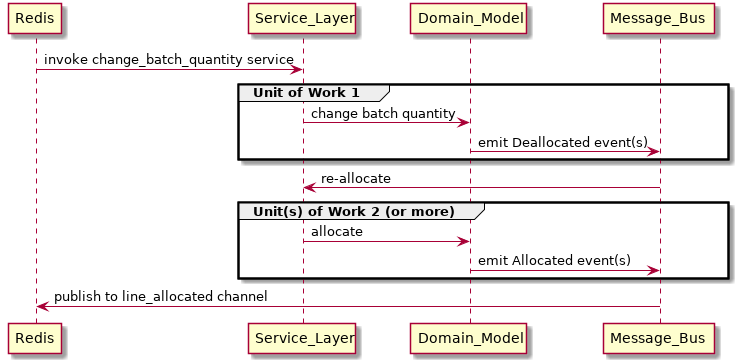 Redis Service_Layer Domain_Model Message_Bus
invoke change_batch_quantity service
Unit of Work 1
change batch quantity
emit Deallocated event(s)
re-allocate
Unit(s) of Work 2 (or more)
allocate
emit Allocated event(s)
publish to line_allocated channel
Redis Service_Layer Domain_Model Message_Bus